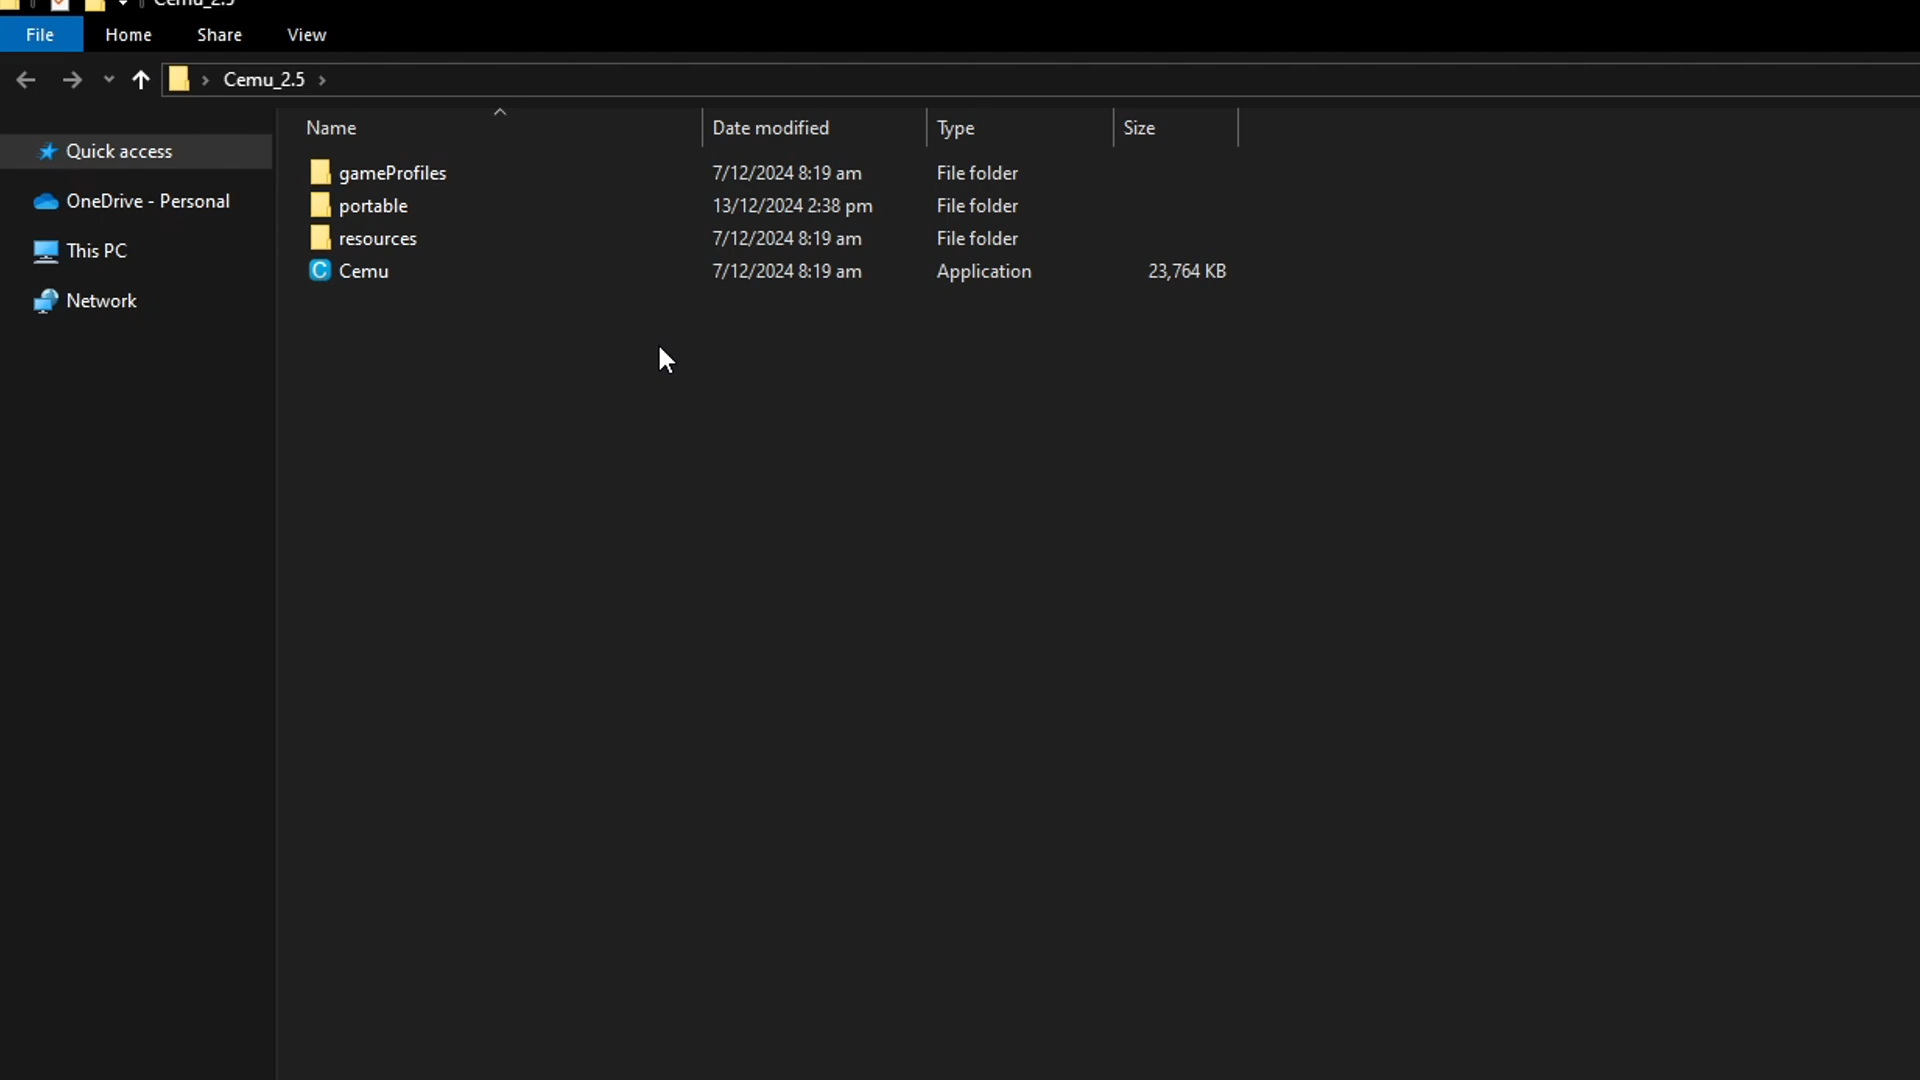 Cemu_2.5
File Home Share View
Cemu_2.5
Name Date modified Type Size
Quick access
gameProfiles 7/12/2024 8:19 am File folder
OneDrive - Personal
portable 13/12/2024 2:38 pm File folder
This PC
resources 7/12/2024 8:19 am File folder
Network
C Cemu 7/12/2024 8:19 am Application 23,764 KB